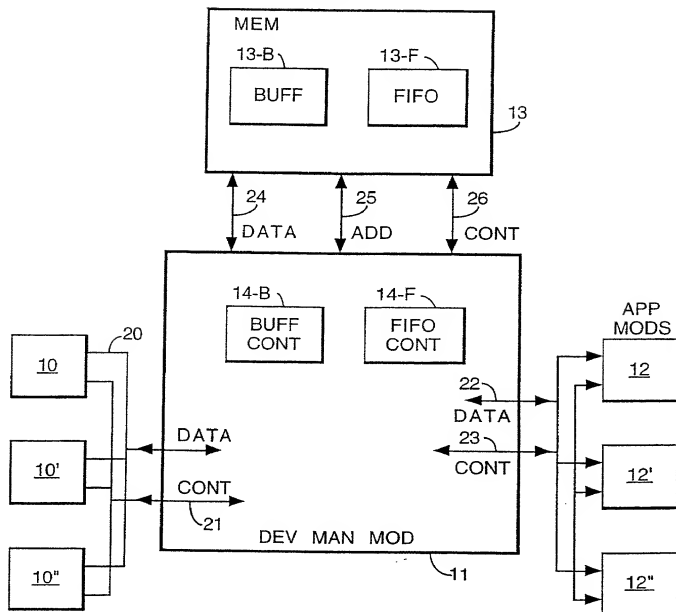 MEM
13-B
13-F
BUFF
FIFO
13
24
25
26
DATA
ADD
CONT
14-B
14-F
BUFF
CONT
FIFO
CONT
APP
MODS
20
10
12
22
DATA
23
CONT
DATA
10'
12'
CONT
21
DEV MAN MOD
11
10"
12"